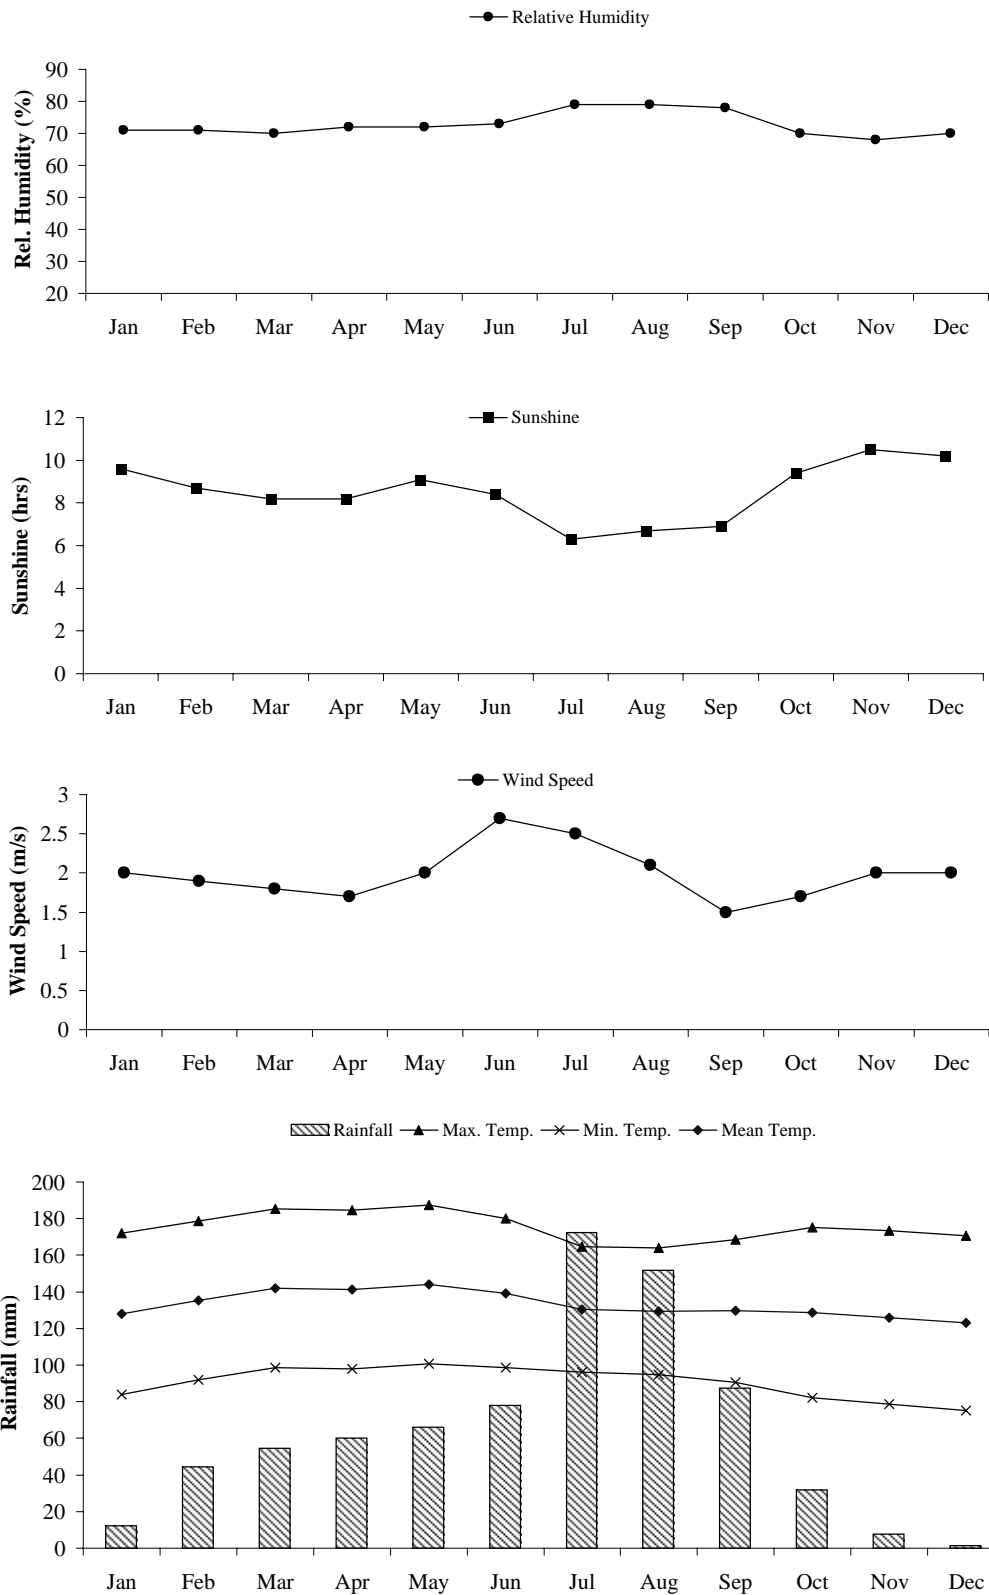 Relative Humidity
Rel. Humidity (%)
90
80
70
60
50
40
30
20
Jan Feb Mar Apr May Jun Jul Aug Sep Oct Nov Dec
Sunshine
Sunshine (hrs)
12
10
8
6
4
2
0
Jan Feb Mar Apr May Jun Jul Aug Sep Oct Nov Dec
Wind Speed
Wind Speed (m/s)
3
2.5
2
1.5
1
0.5
0
Jan Feb Mar Apr May Jun Jul Aug Sep Oct Nov Dec
Rainfall Max. Temp. Min. Temp. Mean Temp.
Rainfall (mm)
200
180
160
140
120
100
80
60
40
20
0
Jan Feb Mar Apr May Jun Jul Aug Sep Oct Nov Dec